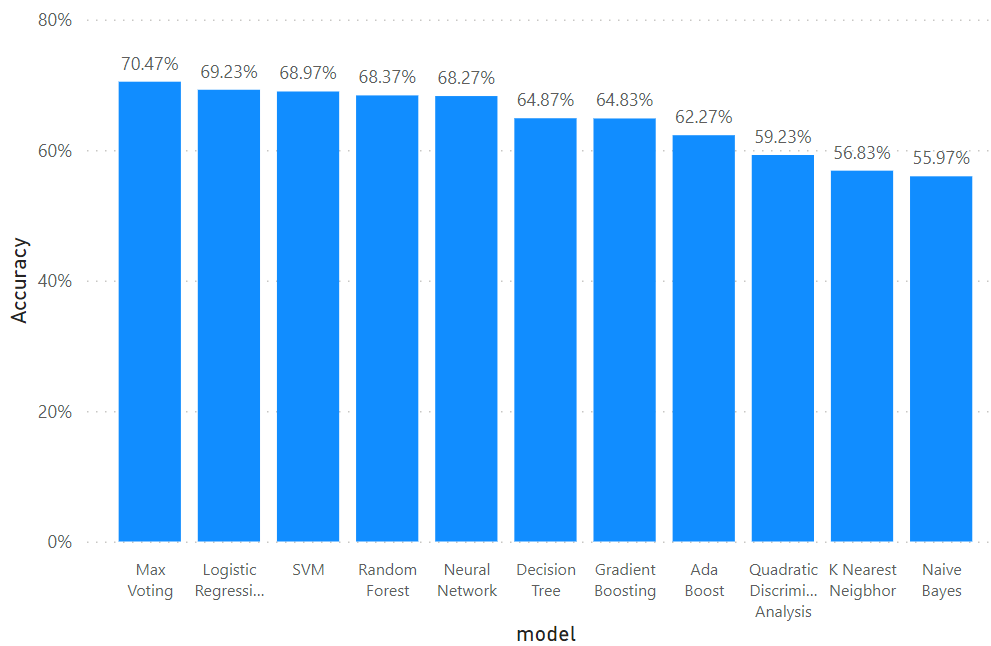 80%
60%
40%
20%
0%
Accuracy
70.47%
69.23%
68.97%
68.37%
68.27%
64.87%
64.83%
62.27%
59.23%
56.83%
55.97%
Max
Voting
Logistic
Regressi...
SVM
Random
Forest
Neural
Network
Decision
Tree
Gradient
Boosting
Ada
Boost
Quadratic
Discrimi...
Analysis
K Nearest
Neigbhor
Naive
Bayes
model